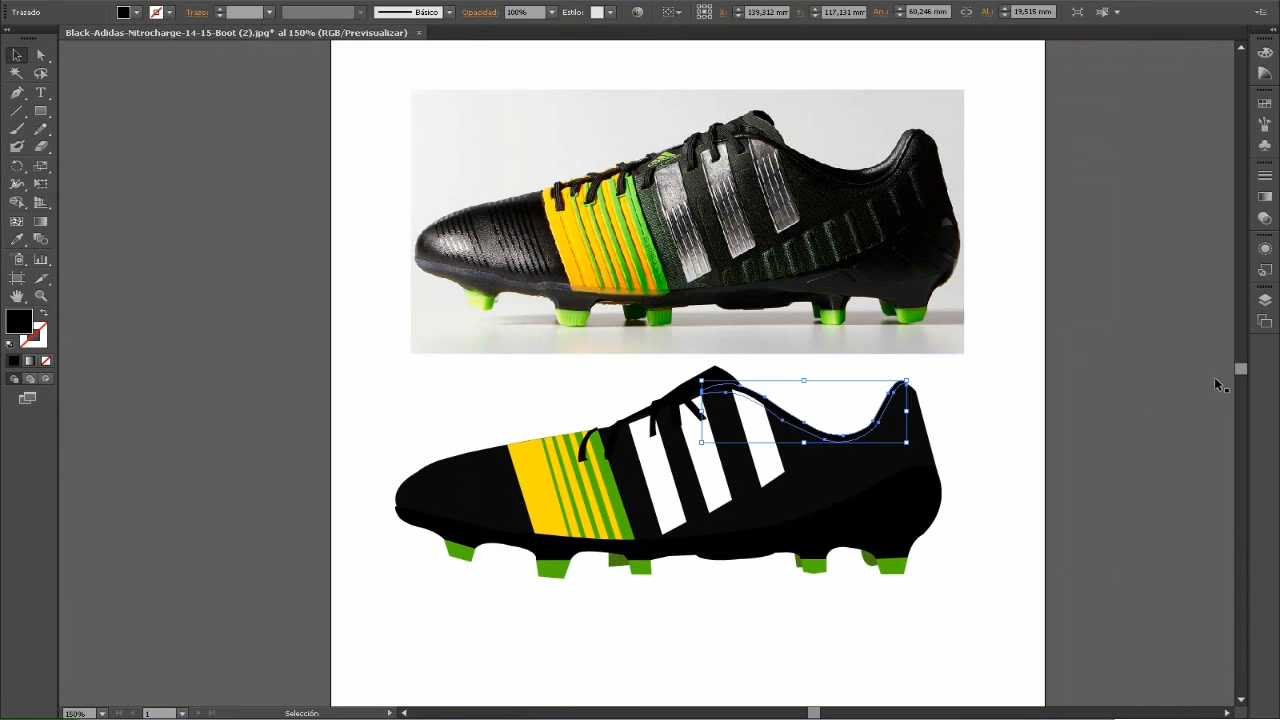 Trazado
Trazo:
Básico
Opacidad:
100%
Estilo:
X:
139,312 mm
Y:
117,131 mm
An.:
60,246 mm
AL:
19,515 mm
Black-Adidas-Nitrocharge-14-15-Boot (2).jpg* al 150% (RGB/Previsualizar)
150%
1
Selección